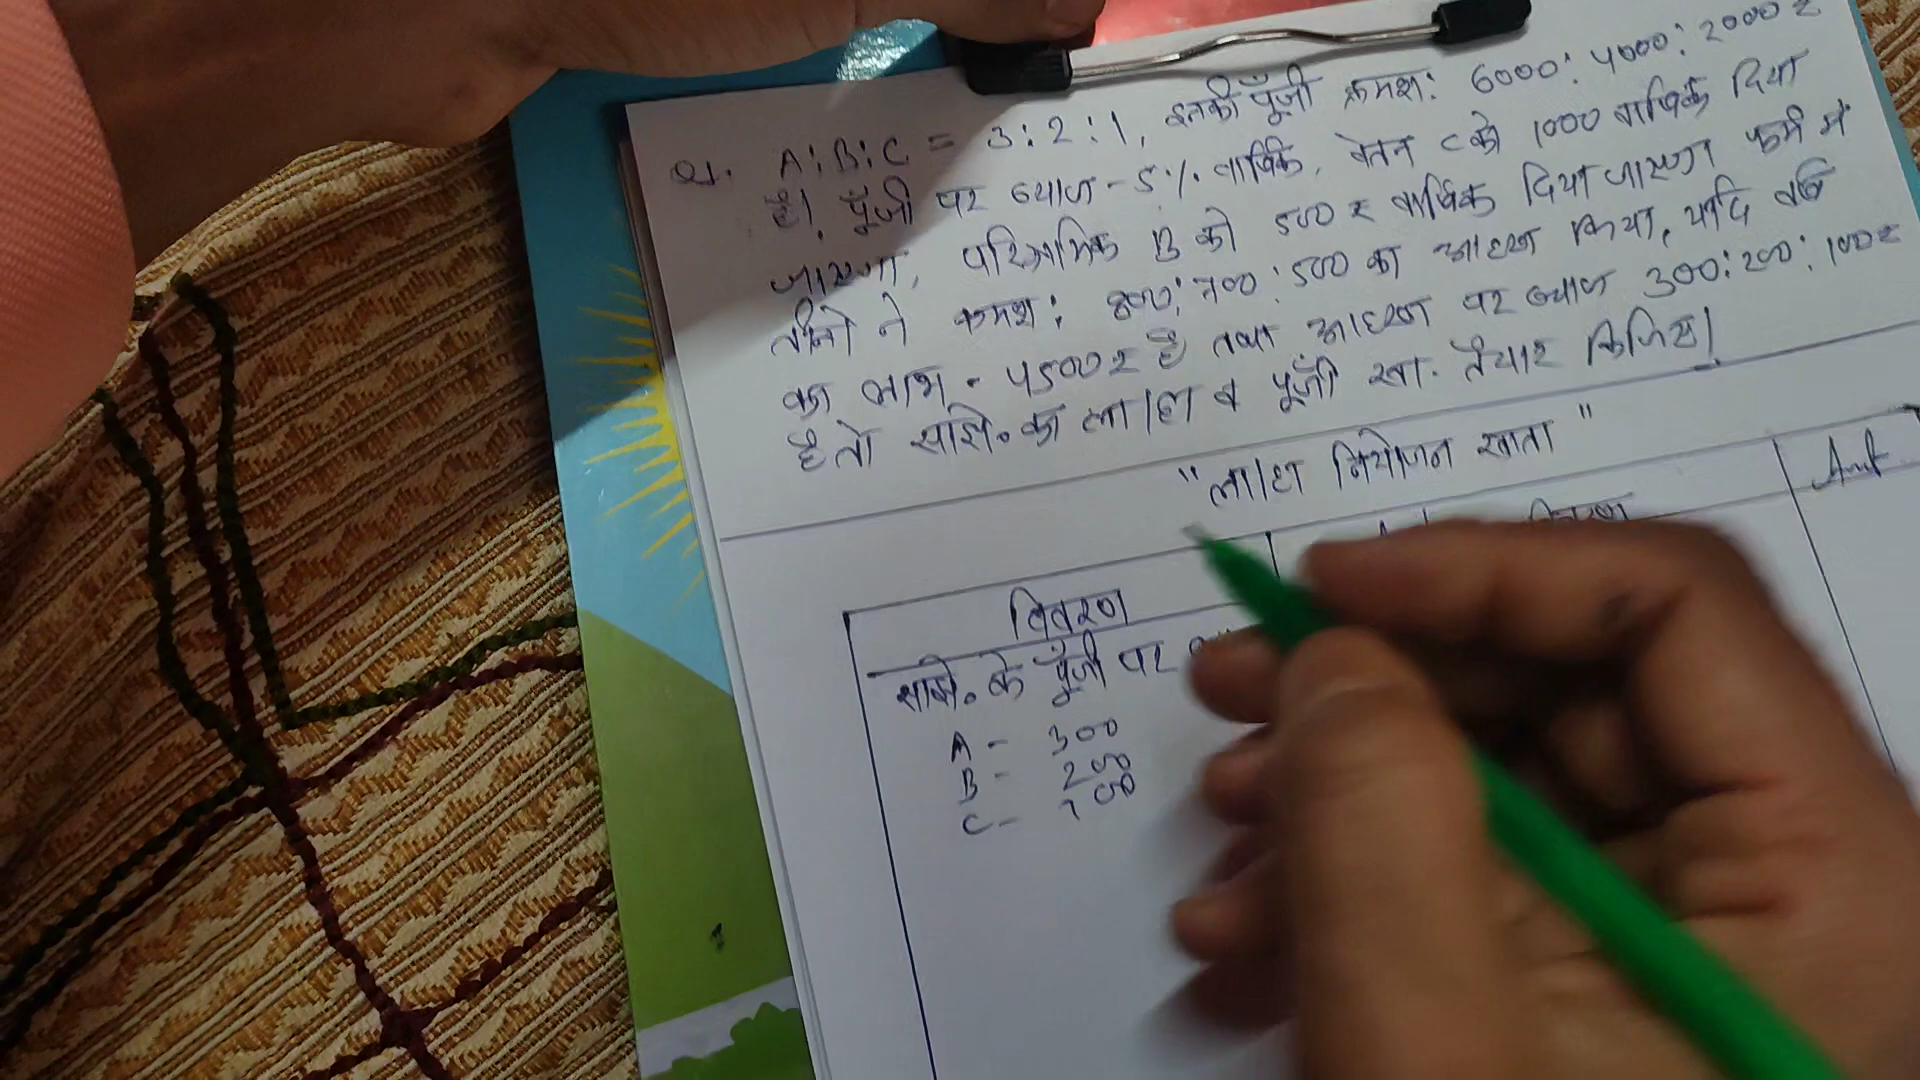 Q1. A:B:C = 3:2:1, इनकी पूँजी क्रमश: 6000:4000:2000₹
है। पूँजी पर ब्याज - 5% वार्षिक, वेतन C को 1000 वार्षिक दिया
जाएगा, पारिश्रमिक B को 500₹ वार्षिक दिया जाएगा फर्म में
तीनो ने क्रमश: 800:700:500 का आहरण किया, यदि वर्ष
का लाभ - 4500₹ है तथा आहरण पर ब्याज 300:200:100₹
है तो साझे॰ का ला/हा व पूँजी खा. तैयार किजिए।
"ला/हा नियोजन खाता"
विवरण Amt
साझे॰ के पूँजी पर
A - 300
B - 200
C - 100